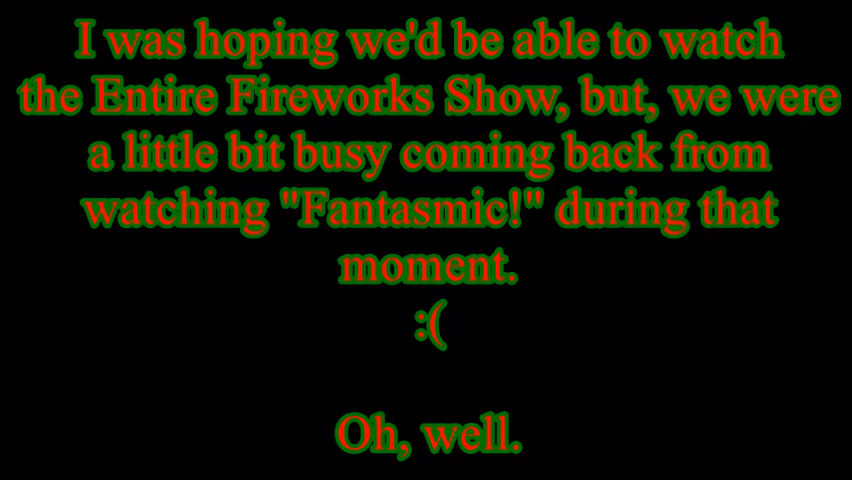 I was hoping we'd be able to watch
the Entire Fireworks Show, but, we were
a little bit busy coming back from
watching "Fantasmic!" during that
moment.
:(
Oh, well.